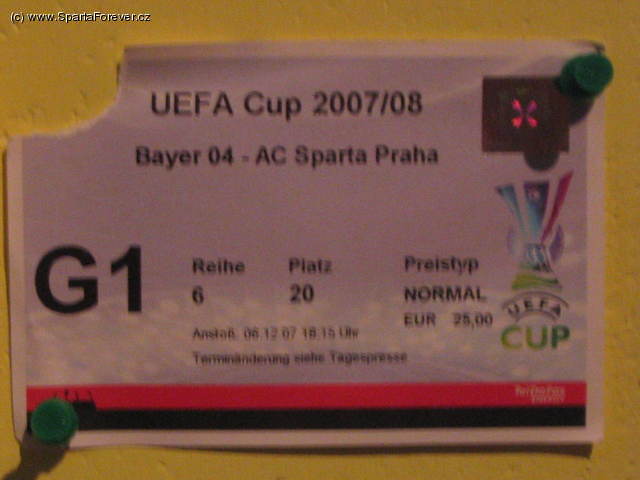 (c) www.SpartaForever.cz
UEFA Cup 2007/08
Bayer 04 - AC Sparta Praha
G1
Reihe Platz Preistyp
6 20 NORMAL
EUR 25,00
Anstoß: 06.12.07 18:15 Uhr
Terminänderung siehe Tagespresse
UEFA
CUP